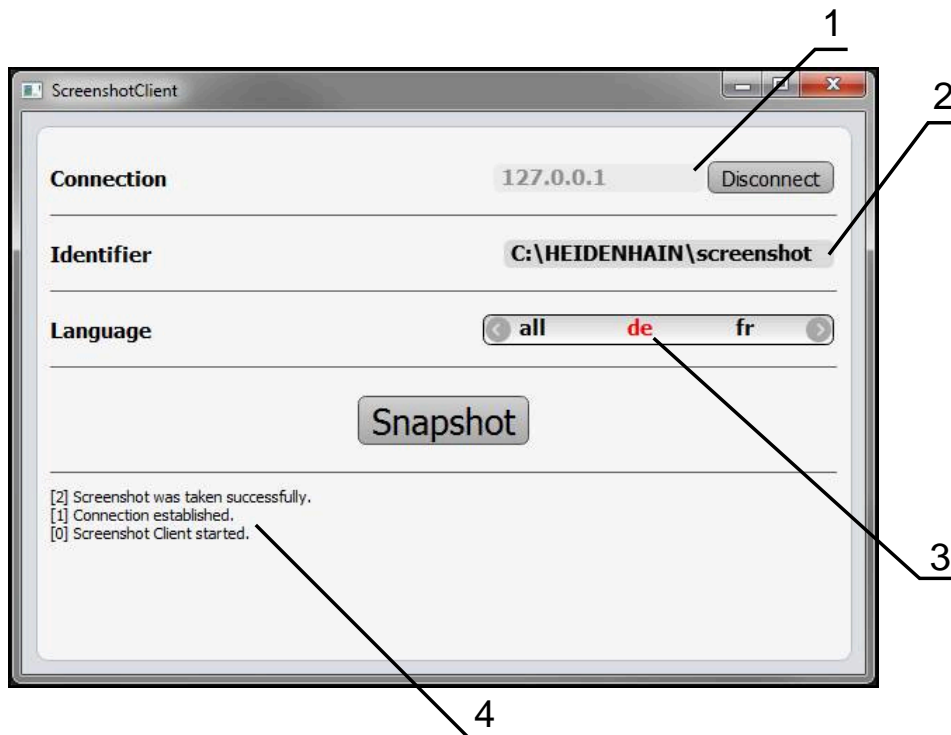 1
ScreenshotClient
2
Connection 127.0.0.1 Disconnect
Identifier C:\HEIDENHAIN\screenshot
Language all de fr
Snapshot
[2] Screenshot was taken successfully.
[1] Connection established.
[0] Screenshot Client started.
3
4